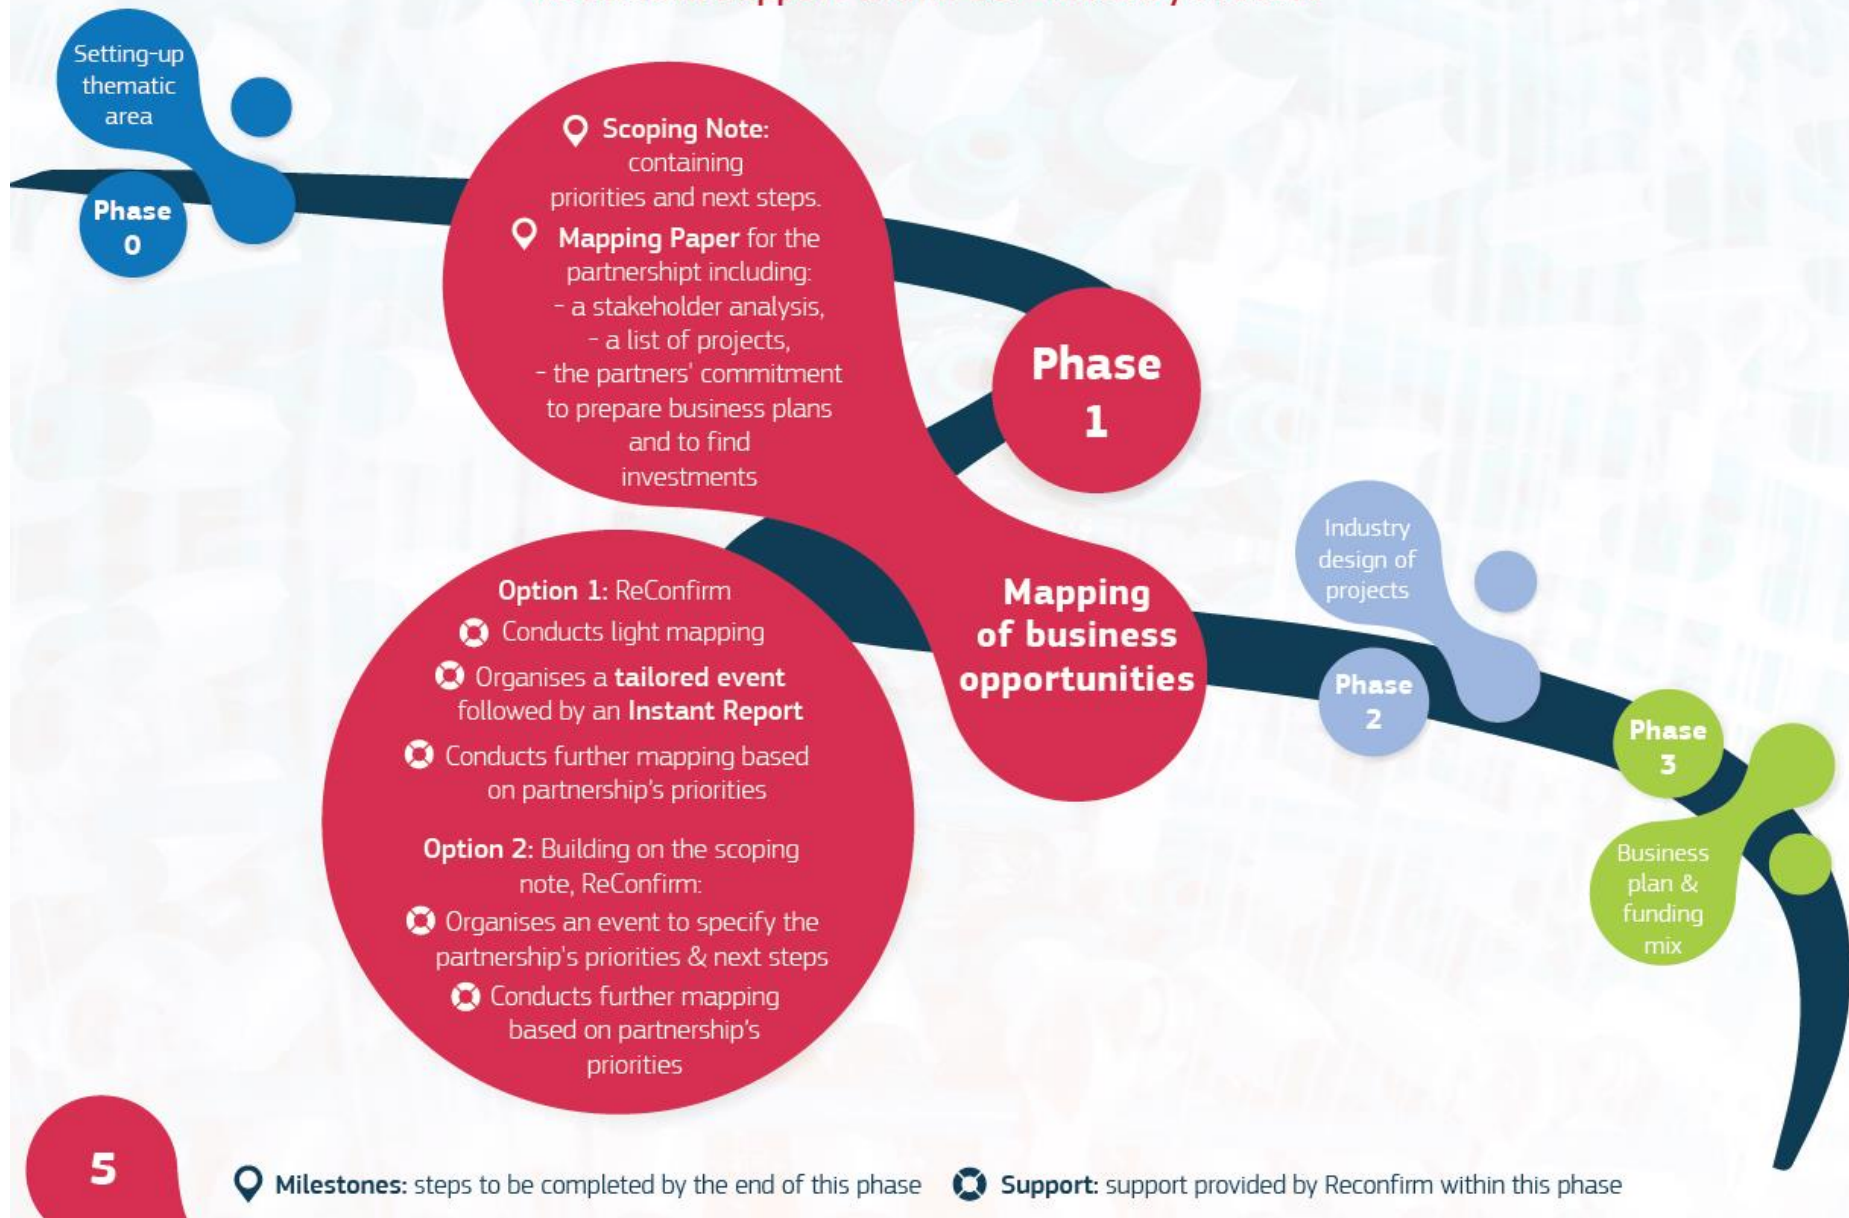 Setting-up
thematic
area
Phase
0
Scoping Note:
containing
priorities and next steps.
Mapping Paper for the
partnershipt including:
- a stakeholder analysis,
- a list of projects,
- the partners' commitment
to prepare business plans
and to find
investments
Phase
1
Mapping
of business
opportunities
Option 1: ReConfirm
Conducts light mapping
Organises a tailored event
followed by an Instant Report
Conducts further mapping based
on partnership's priorities
Option 2: Building on the scoping
note, ReConfirm:
Organises an event to specify the
partnership's priorities & next steps
Conducts further mapping
based on partnership's
priorities
Industry
design of
projects
Phase
2
Phase
3
Business
plan &
funding
mix
5
Milestones: steps to be completed by the end of this phase
Support: support provided by Reconfirm within this phase